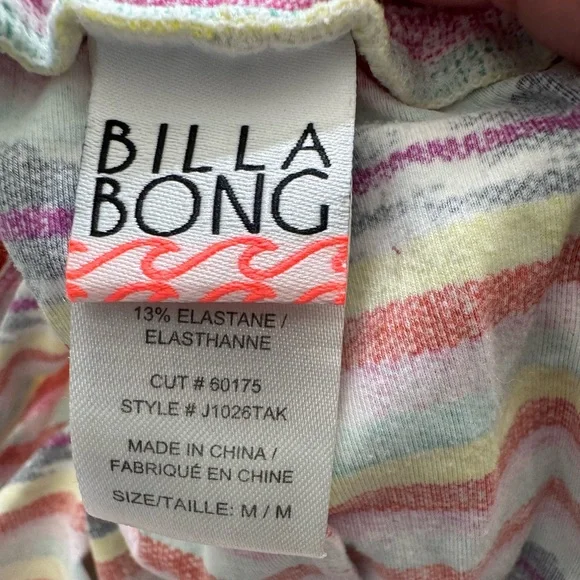 BILLA
BONG
13% ELASTANE /
ELASTHANNE
CUT # 60175
STYLE # J1026TAK
MADE IN CHINA /
FABRIQUÉ EN CHINE
SIZE/TAILLE: M / M